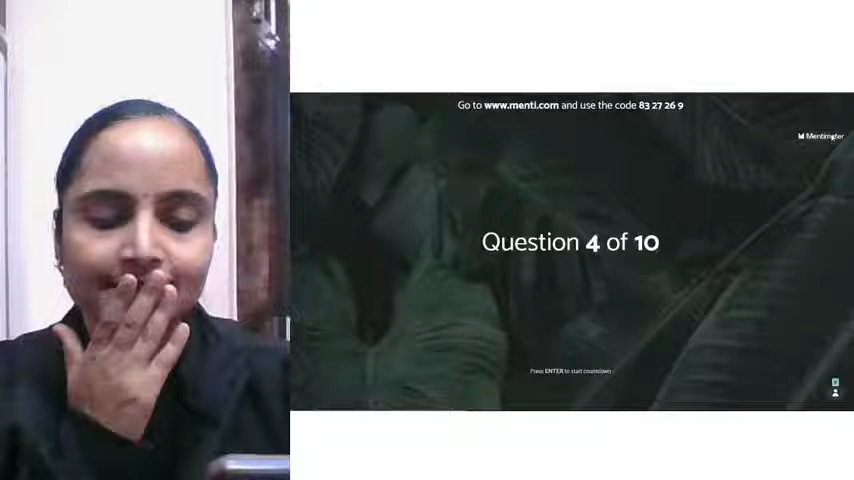 Go to www.menti.com and use the code 83 27 26 9
Mentimeter
Question 4 of 10
Press ENTER to start countdown